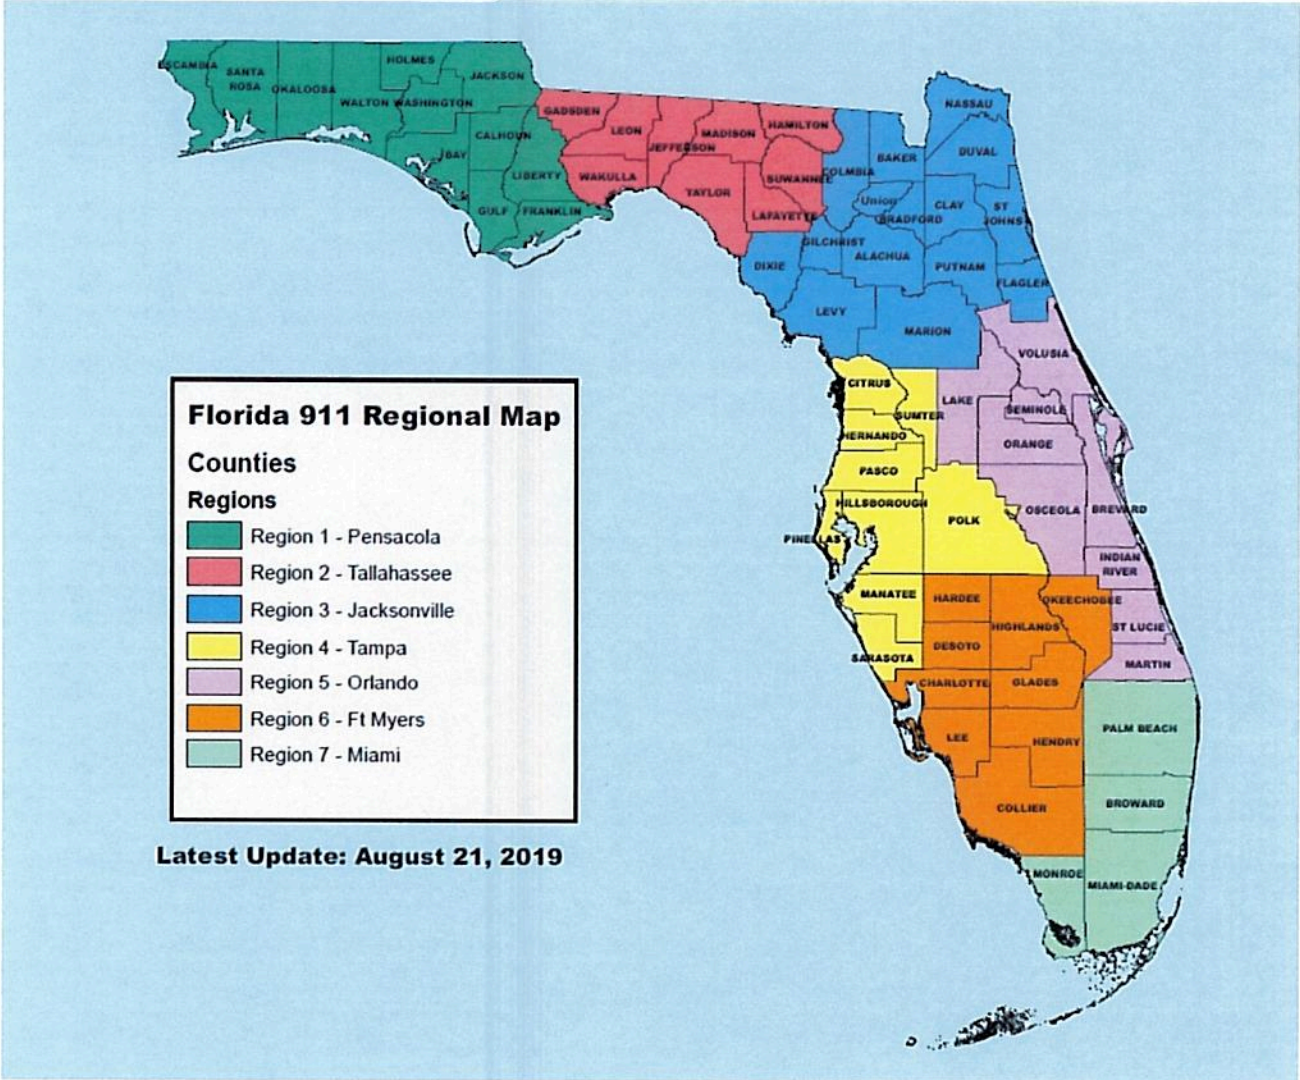 ESCAMBIA
SANTA
ROSA
OKALOOSA
HOLMES
WALTON
WASHINGTON
JACKSON
CALHOUN
BAY
LIBERTY
GULF
FRANKLIN
GADSDEN
LEON
JEFFERSON
MADISON
HAMILTON
WAKULLA
TAYLOR
SUWANNEE
LAFAYETTE
NASSAU
DUVAL
BAKER
COLMBIA
Union
BRADFORD
CLAY
ST
JOHNS
GILCHRIST
ALACHUA
PUTNAM
FLAGLER
DIXIE
LEVY
MARION
VOLUSIA
CITRUS
SUMTER
LAKE
SEMINOLE
HERNANDO
ORANGE
PASCO
HILLSBOROUGH
POLK
OSCEOLA
BREVARD
PINELLAS
INDIAN
RIVER
MANATEE
HARDEE
OKEECHOBEE
HIGHLANDS
ST LUCIE
DESOTO
SARASOTA
MARTIN
CHARLOTTE
GLADES
LEE
HENDRY
PALM BEACH
COLLIER
BROWARD
MONROE
MIAMI-DADE
Florida 911 Regional Map
Counties
Regions
Region 1 - Pensacola
Region 2 - Tallahassee
Region 3 - Jacksonville
Region 4 - Tampa
Region 5 - Orlando
Region 6 - Ft Myers
Region 7 - Miami
Latest Update: August 21, 2019